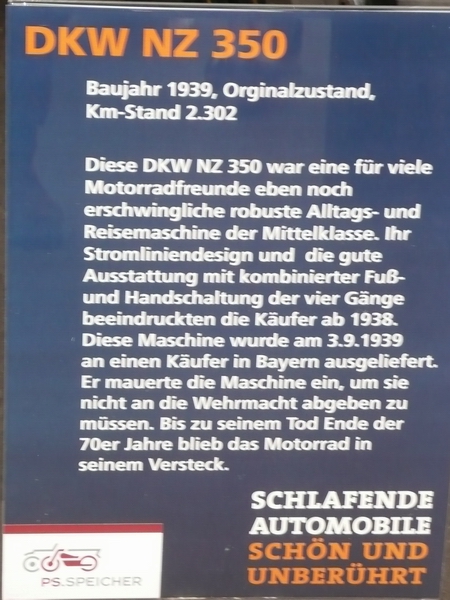 DKW NZ 350
Baujahr 1939, Orginalzustand,
Km-Stand 2.302
Diese DKW NZ 350 war eine für viele
Motorradfreunde eben noch
erschwingliche robuste Alltags- und
Reisemaschine der Mittelklasse. Ihr
Stromliniendesign und die gute
Ausstattung mit kombinierter Fuß-
und Handschaltung der vier Gänge
beeindruckten die Käufer ab 1938.
Diese Maschine wurde am 3.9.1939
an einen Käufer in Bayern ausgeliefert.
Er mauerte die Maschine ein, um sie
nicht an die Wehrmacht abgeben zu
müssen. Bis zu seinem Tod Ende der
70er Jahre blieb das Motorrad in
seinem Versteck.
SCHLAFENDE
AUTOMOBILE
SCHÖN UND
UNBERÜHRT
PS.SPEICHER